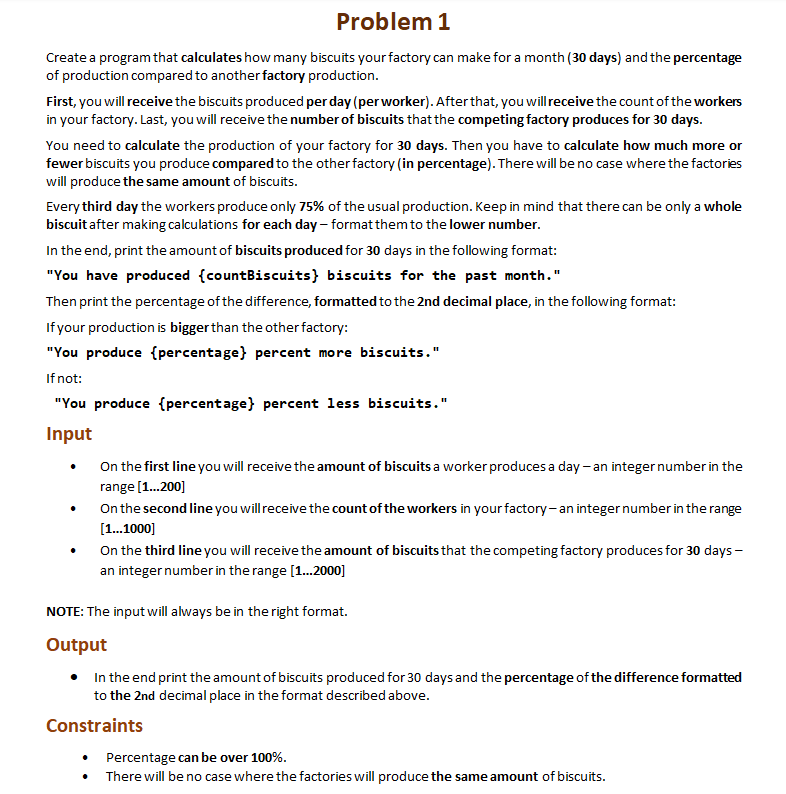 Problem 1
Create a program that calculates how many biscuits your factory can make for a month (30 days) and the percentage
of production compared to another factory production.
First, you will receive the biscuits produced per day (per worker). After that, you will receive the count of the workers
in your factory. Last, you will receive the number of biscuits that the competing factory produces for 30 days.
You need to calculate the production of your factory for 30 days. Then you have to calculate how much more or
fewer biscuits you produce compared to the other factory (in percentage). There will be no case where the factories
will produce the same amount of biscuits.
Every third day the workers produce only 75% of the usual production. Keep in mind that there can be only a whole
biscuit after making calculations for each day – format them to the lower number.
In the end, print the amount of biscuits produced for 30 days in the following format:
"You have produced {countBiscuits} biscuits for the past month."
Then print the percentage of the difference, formatted to the 2nd decimal place, in the following format:
If your production is bigger than the other factory:
"You produce {percentage} percent more biscuits."
If not:
"You produce {percentage} percent less biscuits."
Input
• On the first line you will receive the amount of biscuits a worker produces a day – an integer number in the
range [1…200]
• On the second line you will receive the count of the workers in your factory – an integer number in the range
[1…1000]
• On the third line you will receive the amount of biscuits that the competing factory produces for 30 days –
an integer number in the range [1…2000]
NOTE: The input will always be in the right format.
Output
• In the end print the amount of biscuits produced for 30 days and the percentage of the difference formatted
to the 2nd decimal place in the format described above.
Constraints
• Percentage can be over 100%.
• There will be no case where the factories will produce the same amount of biscuits.